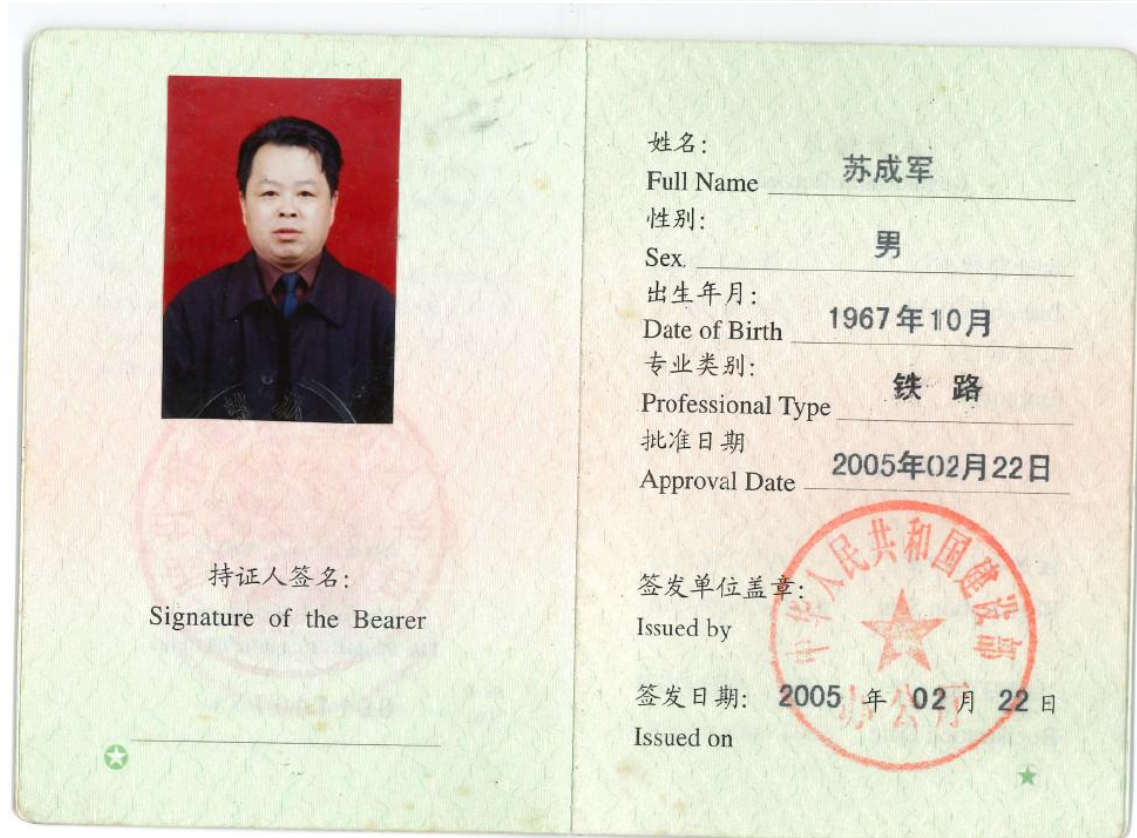 持证人签名:
Signature of the Bearer
姓名:
Full Name 苏成军
性别:
Sex 男
出生年月:
Date of Birth 1967年10月
专业类别:
Professional Type 铁 路
批准日期
Approval Date 2005年02月22日
签发单位盖章:
Issued by
中华人民共和国建设部
办公厅
签发日期: 2005 年 02 月 22 日
Issued on